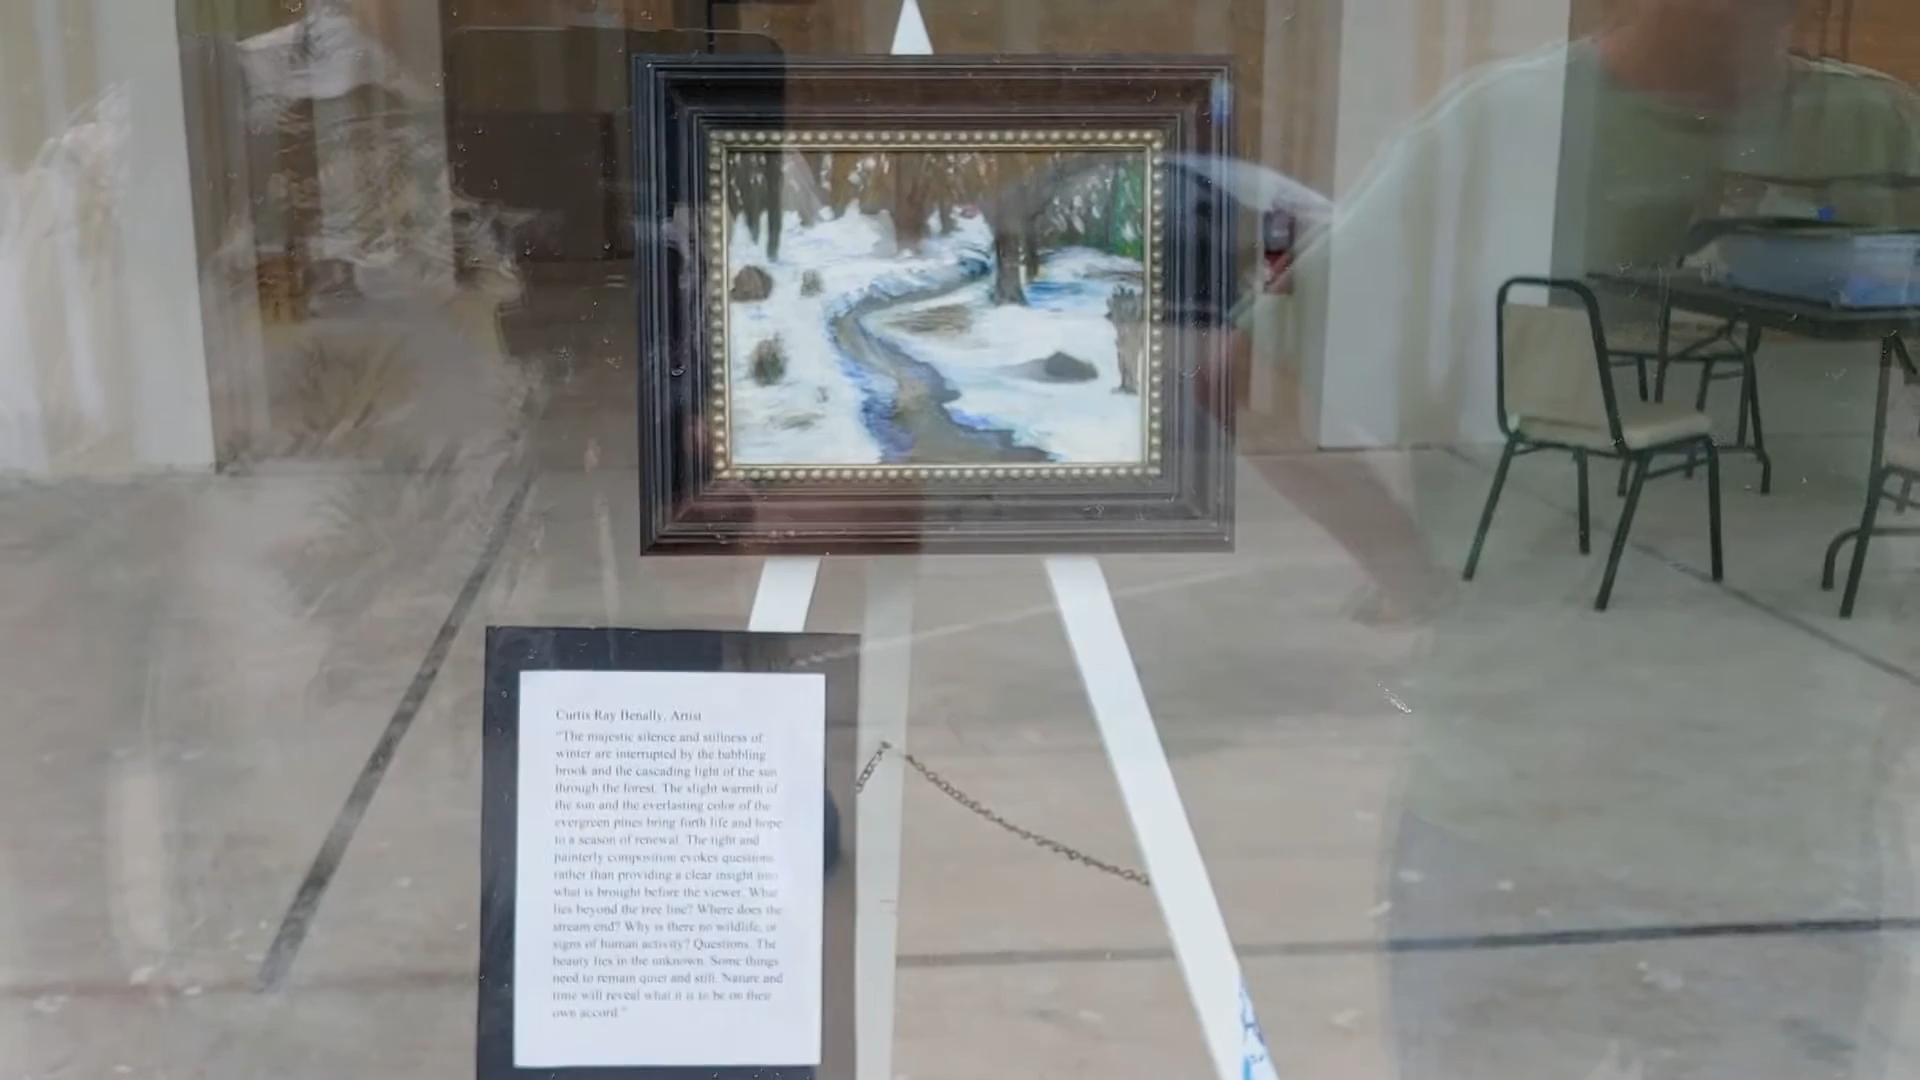 Curtis Ray Benally, Artist
"The majestic silence and stillness of
winter are interrupted by the babbling
brook and the cascading light of the sun
through the forest. The slight warmth of
the sun and the everlasting color of the
evergreen pines bring forth life and hope
to a season of renewal. The tight and
painterly composition evokes questions
rather than providing a clear insight into
what is brought before the viewer. What
lies beyond the tree line? Where does the
stream end? Why is there no wildlife, or
signs of human activity? Questions. The
beauty lies in the unknown. Some things
need to remain quiet and still. Nature and
time will reveal what it is to be on their
own accord."